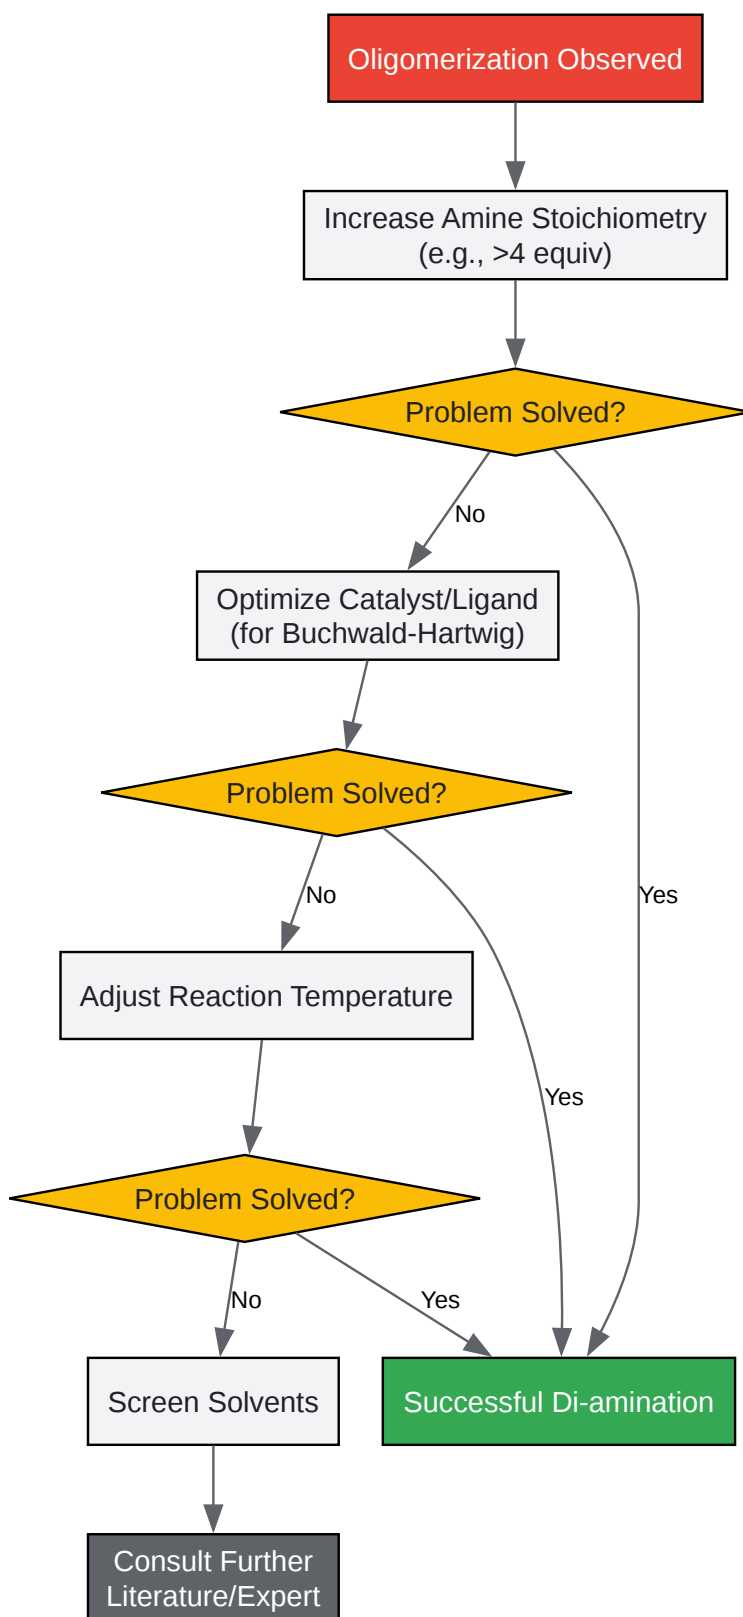 Oligomerization Observed
Increase Amine Stoichiometry
(e.g., >4 equiv)
Problem Solved?
No
Optimize Catalyst/Ligand
(for Buchwald-Hartwig)
Problem Solved?
No
Yes
Adjust Reaction Temperature
Yes
Problem Solved?
No
Yes
Screen Solvents
Successful Di-amination
Consult Further
Literature/Expert